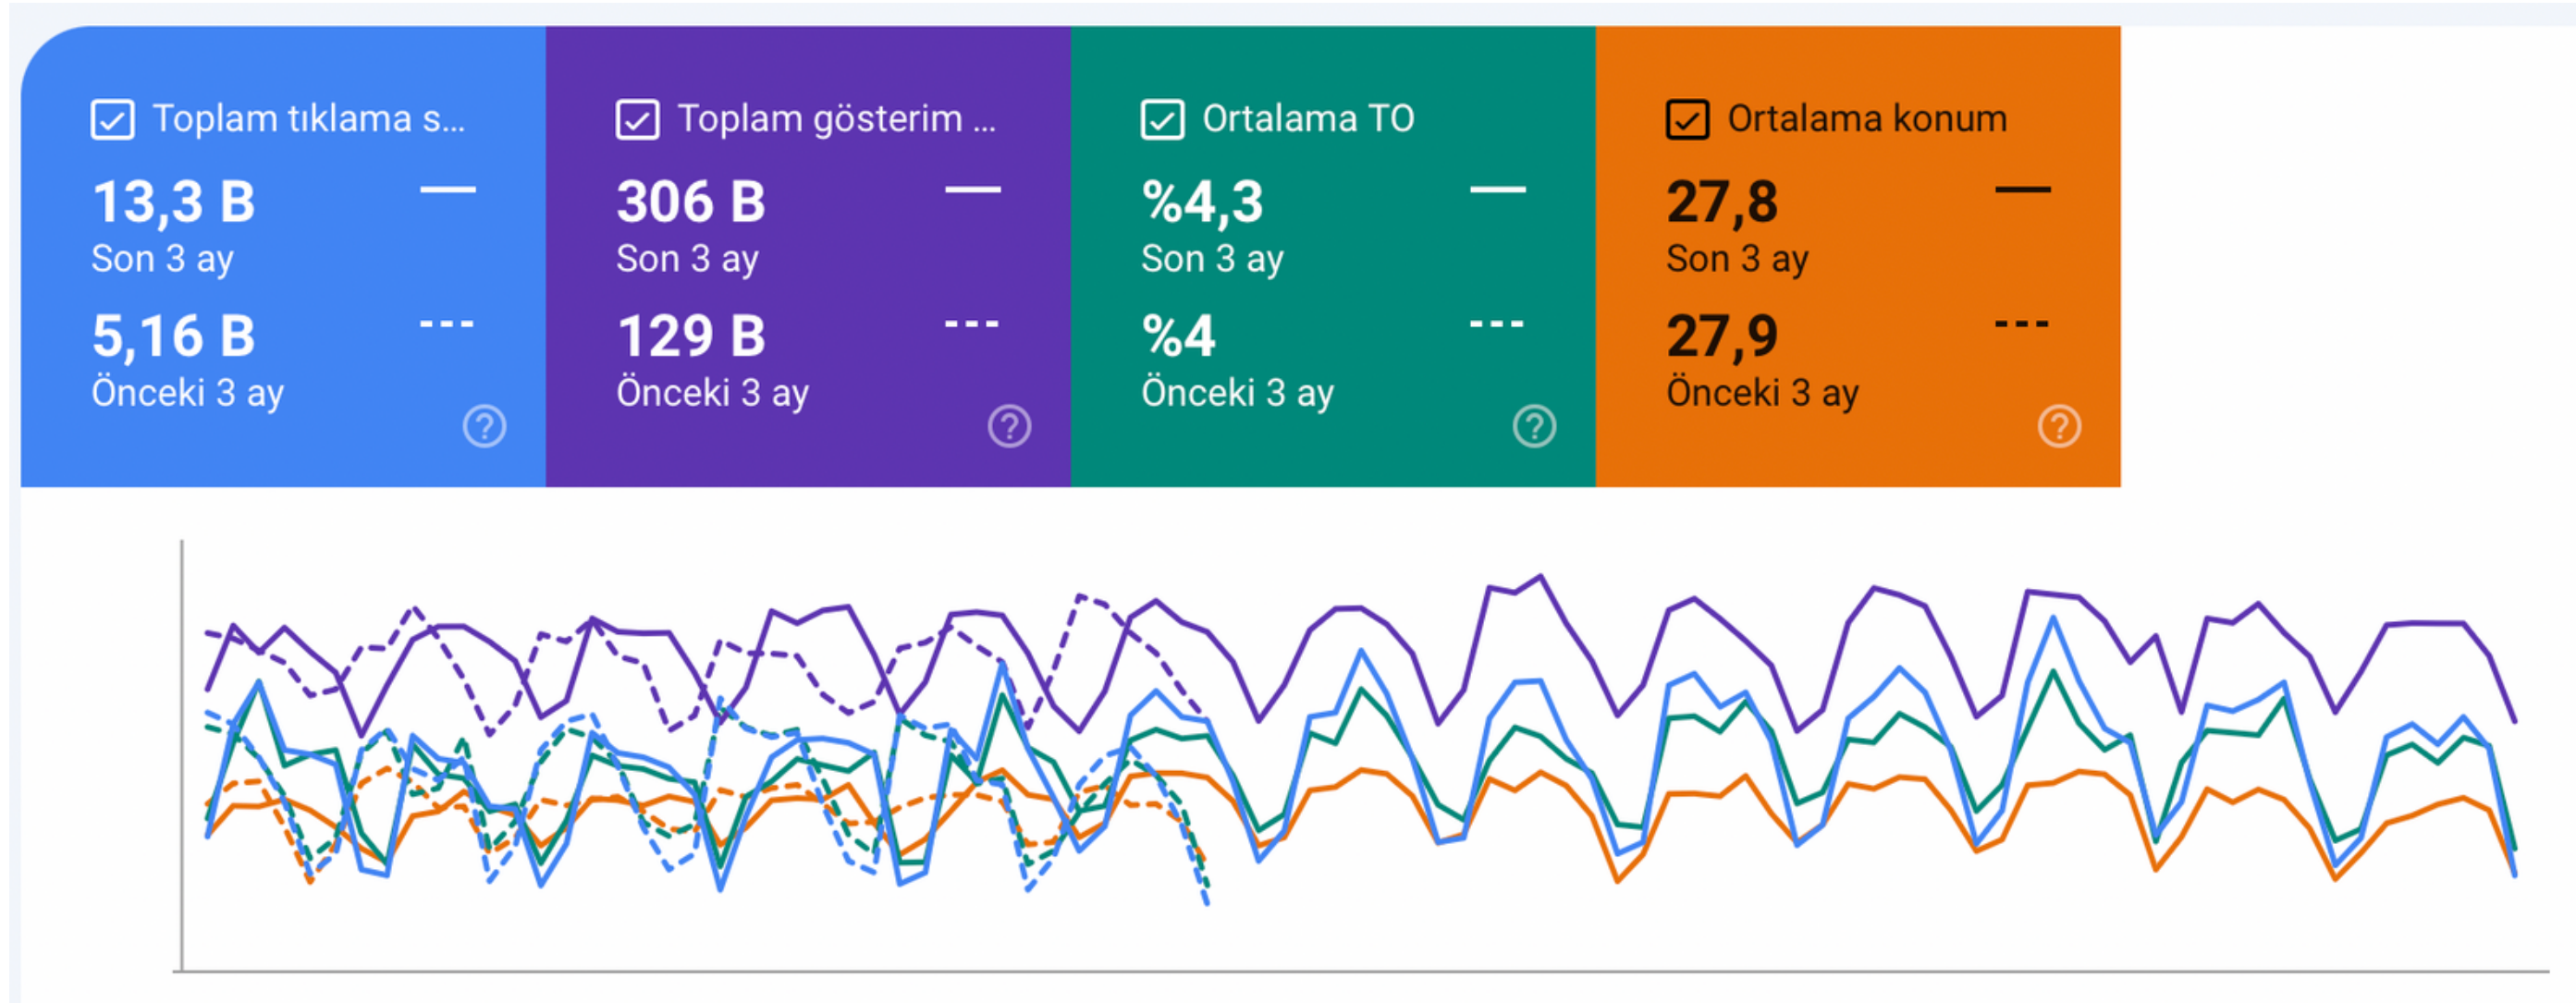 Toplam tıklama s...
13,3 B
Son 3 ay
5,16 B
Önceki 3 ay
Toplam gösterim ...
306 B
Son 3 ay
129 B
Önceki 3 ay
Ortalama TO
%4,3
Son 3 ay
%4
Önceki 3 ay
Ortalama konum
27,8
Son 3 ay
27,9
Önceki 3 ay